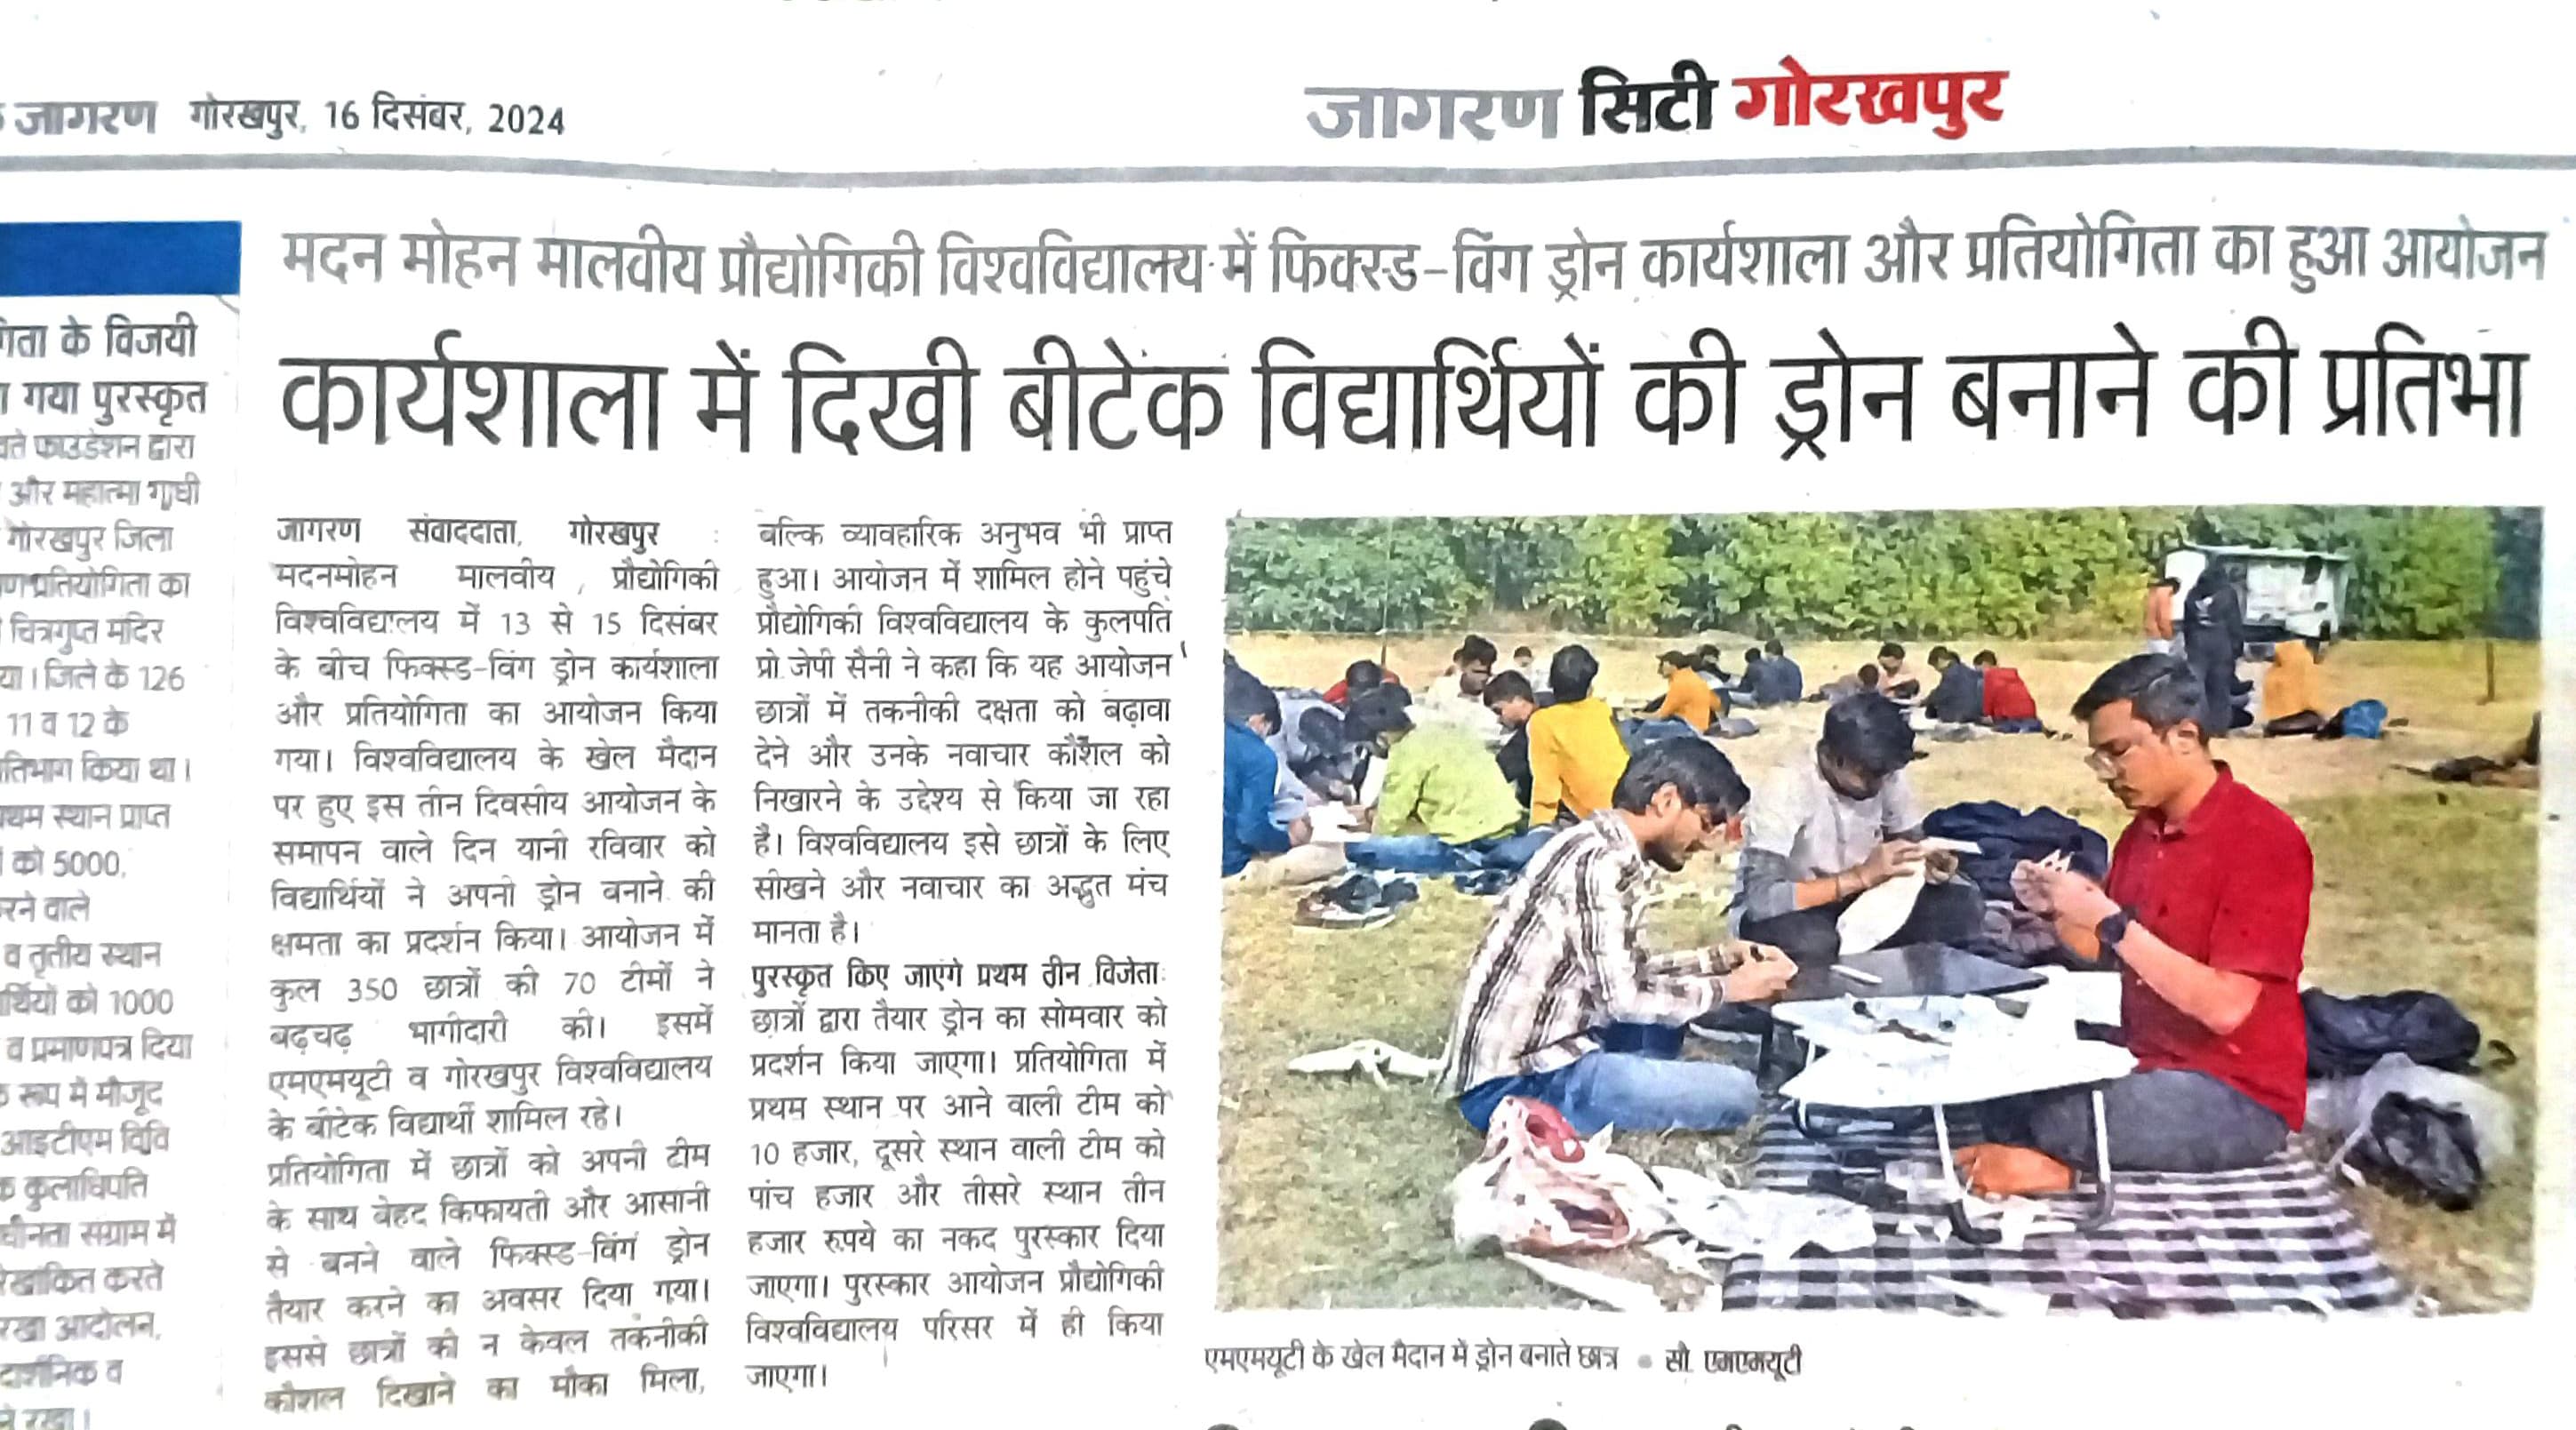 जागरण गोरखपुर, 16 दिसंबर, 2024
जागरण सिटी गोरखपुर
गता के विजयी
गया पुरस्कृत
फाउंडेशन द्वारा
और महात्मा गांधी
गोरखपुर जिला
प्रतियोगिता का
चित्रगुप्त मंदिर
या। जिले के 126
11 व 12 के
तिभाग किया था।
थम स्थान प्राप्त
को 5000,
रने वाले
व तृतीय स्थान
र्थियों को 1000
व प्रमाणपत्र दिया
रूप में मौजूद
आइटीएम विवि
कुलाधिपति
धीनता संग्राम में
रेखांकित करते
रखा आंदोलन,
दार्शनिक व
ने रखा।
मदन मोहन मालवीय प्रौद्योगिकी विश्वविद्यालय में फिक्स्ड-विंग ड्रोन कार्यशाला और प्रतियोगिता का हुआ आयोजन
कार्यशाला में दिखी बीटेक विद्यार्थियों की ड्रोन बनाने की प्रतिभा
जागरण संवाददाता, गोरखपुर :
मदनमोहन मालवीय प्रौद्योगिकी
विश्वविद्यालय में 13 से 15 दिसंबर
के बीच फिक्स्ड-विंग ड्रोन कार्यशाला
और प्रतियोगिता का आयोजन किया
गया। विश्वविद्यालय के खेल मैदान
पर हुए इस तीन दिवसीय आयोजन के
समापन वाले दिन यानी रविवार को
विद्यार्थियों ने अपनी ड्रोन बनाने की
क्षमता का प्रदर्शन किया। आयोजन में
कुल 350 छात्रों की 70 टीमों ने
बढ़चढ़ भागीदारी की। इसमें
एमएमयूटी व गोरखपुर विश्वविद्यालय
के बीटेक विद्यार्थी शामिल रहे।
प्रतियोगिता में छात्रों को अपनी टीम
के साथ बेहद किफायती और आसानी
से बनने वाले फिक्स्ड-विंग ड्रोन
तैयार करने का अवसर दिया गया।
इससे छात्रों को न केवल तकनीकी
कौशल दिखाने का मौका मिला,
बल्कि व्यावहारिक अनुभव भी प्राप्त
हुआ। आयोजन में शामिल होने पहुंचे
प्रौद्योगिकी विश्वविद्यालय के कुलपति
प्रो.जेपी सैनी ने कहा कि यह आयोजन
छात्रों में तकनीकी दक्षता को बढ़ावा
देने और उनके नवाचार कौशल को
निखारने के उद्देश्य से किया जा रहा
है। विश्वविद्यालय इसे छात्रों के लिए
सीखने और नवाचार का अद्भुत मंच
मानता है।
पुरस्कृत किए जाएंगे प्रथम तीन विजेता:
छात्रों द्वारा तैयार ड्रोन का सोमवार को
प्रदर्शन किया जाएगा। प्रतियोगिता में
प्रथम स्थान पर आने वाली टीम को
10 हजार, दूसरे स्थान वाली टीम को
पांच हजार और तीसरे स्थान तीन
हजार रुपये का नकद पुरस्कार दिया
जाएगा। पुरस्कार आयोजन प्रौद्योगिकी
विश्वविद्यालय परिसर में ही किया
जाएगा।
एमएमयूटी के खेल मैदान में ड्रोन बनाते छात्र ● सौ. एमएमयूटी